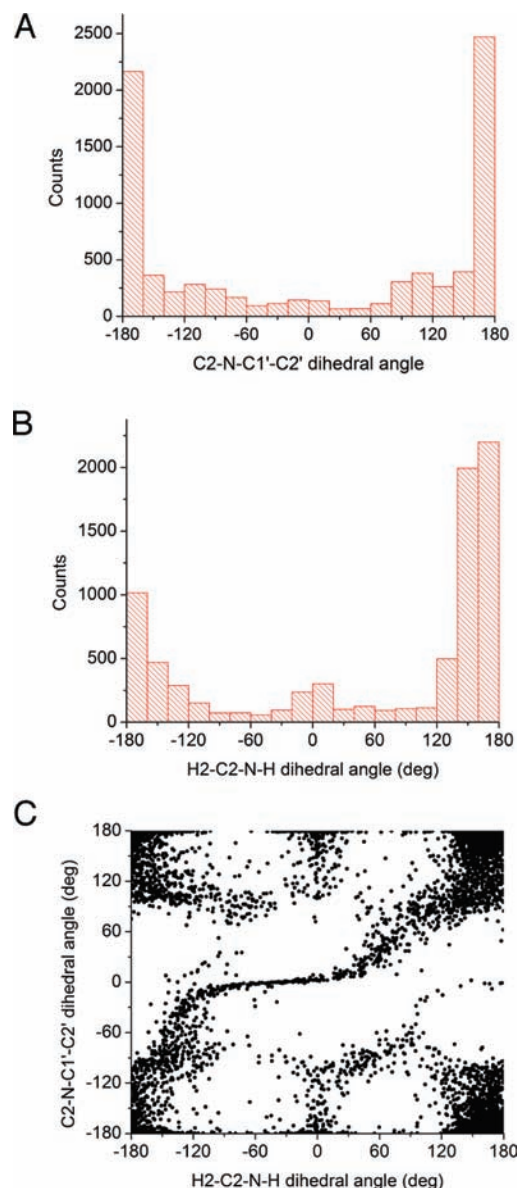 A
2500
2000
1500
1000
500
0
Counts
-180 -120 -60 0 60 120 180
C2-N-C1'-C2' dihedral angle
B
2000
1500
1000
500
0
Counts
-180 -120 -60 0 60 120 180
H2-C2-N-H dihedral angle (deg)
C
180
120
60
0
-60
-120
-180
C2-N-C1'-C2' dihedral angle (deg)
-180 -120 -60 0 60 120 180
H2-C2-N-H dihedral angle (deg)